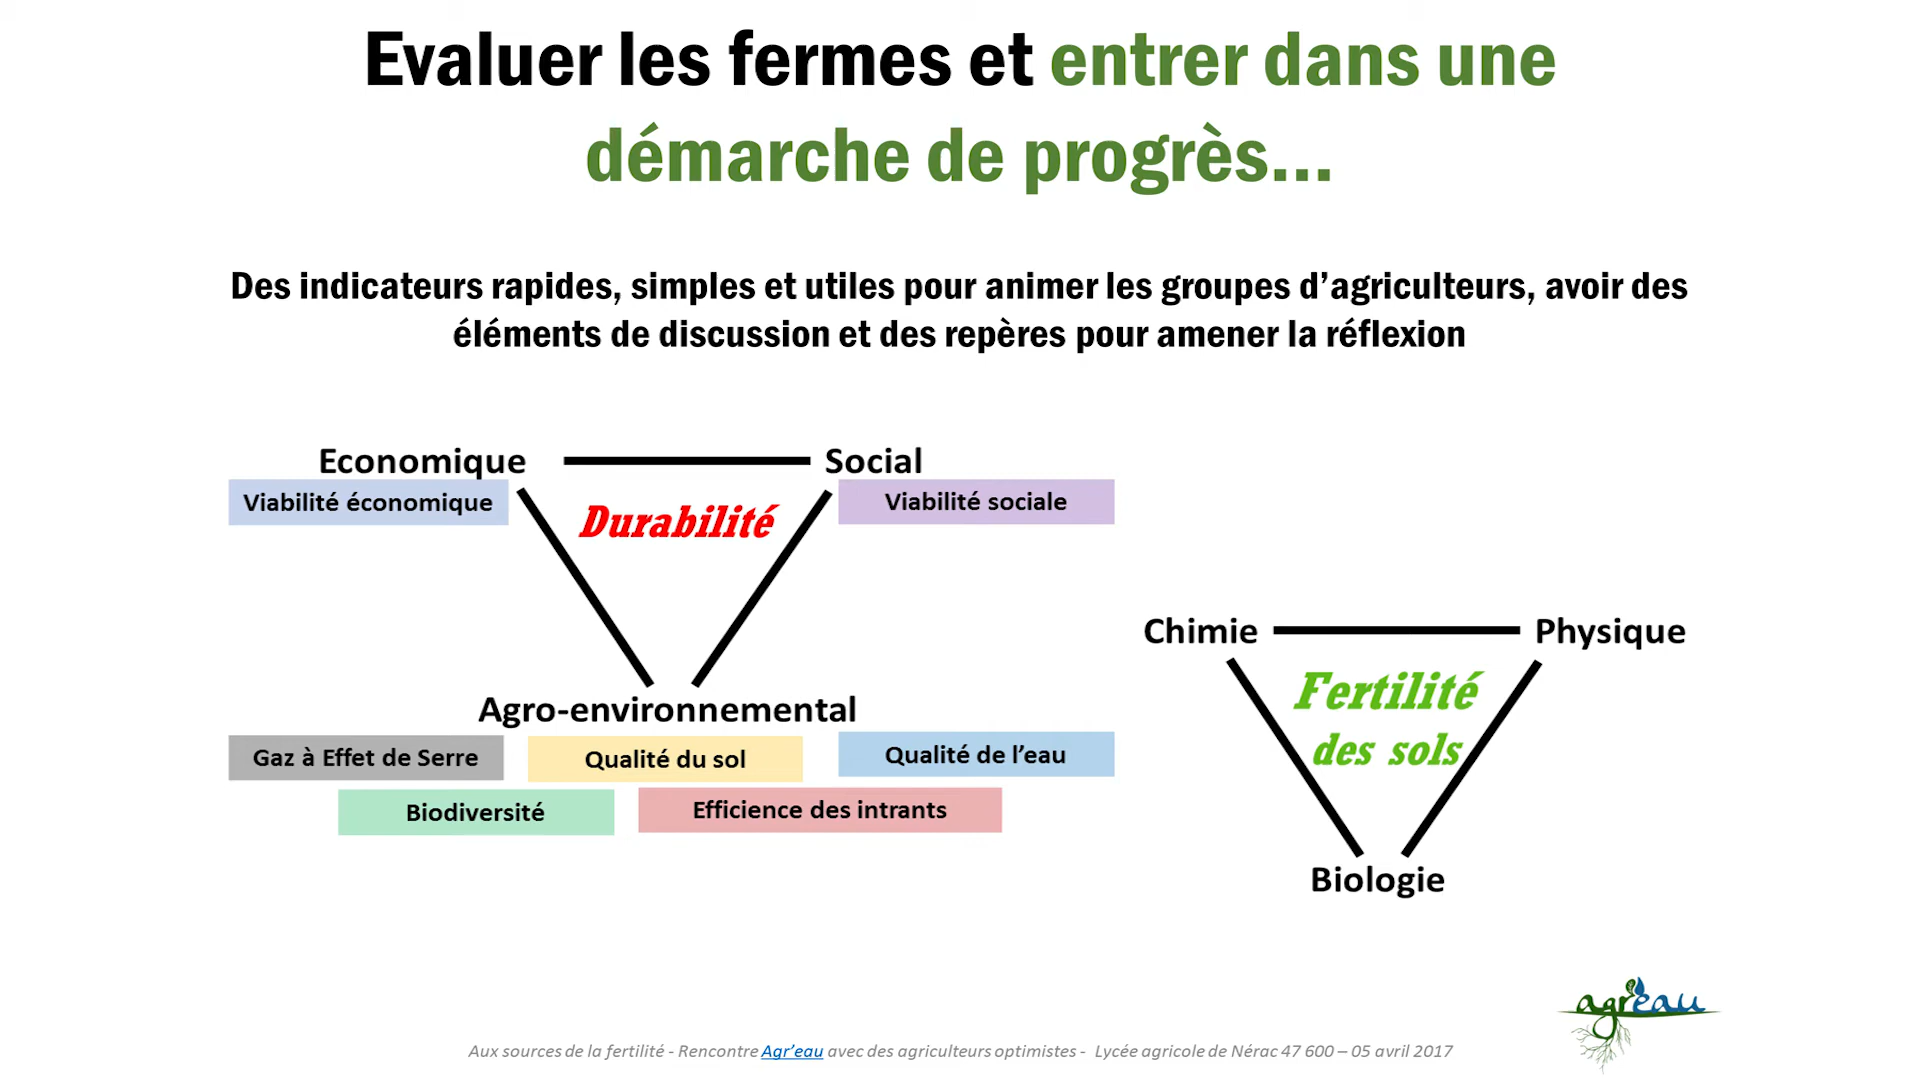 Evaluer les fermes et entrer dans une
démarche de progrès...
Des indicateurs rapides, simples et utiles pour animer les groupes d’agriculteurs, avoir des
éléments de discussion et des repères pour amener la réflexion
Economique
Social
Viabilité économique
Viabilité sociale
Durabilité
Agro-environnemental
Gaz à Effet de Serre
Qualité du sol
Qualité de l’eau
Biodiversité
Efficience des intrants
Chimie
Physique
Fertilité
des sols
Biologie
agr'eau
Aux sources de la fertilité - Rencontre Agr’eau avec des agriculteurs optimistes - Lycée agricole de Nérac 47 600 – 05 avril 2017